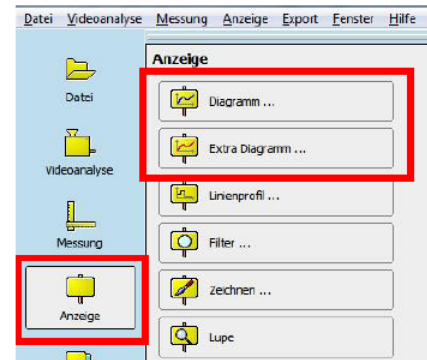 Datei Videoanalyse Messung Anzeige Export Fenster Hilfe
Anzeige
Datei
Videoanalyse
Messung
Anzeige
Diagramm ...
Extra Diagramm ...
Linienprofil ...
Filter ...
Zeichnen ...
Lupe